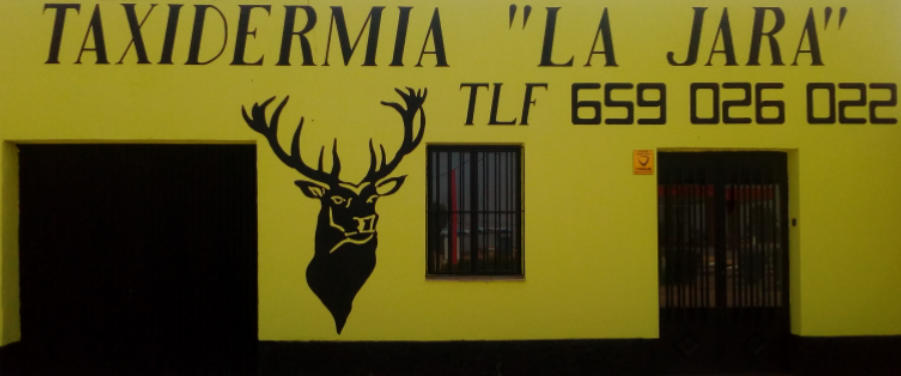 TAXIDERMIA "LA JARA"
TLF 659 026 022